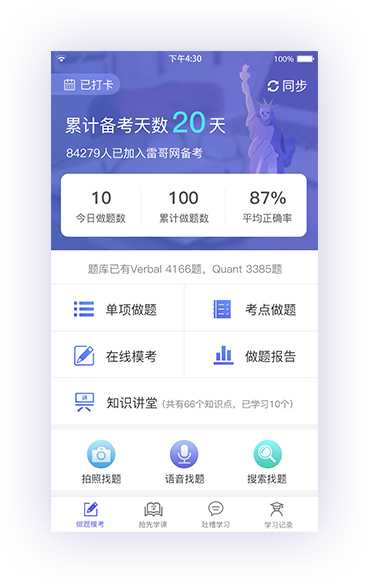 下午4:30
100%
已打卡
同步
累计备考天数20天
84279人已加入雷哥网备考
10
100
87%
今日做题数
累计做题数
平均正确率
题库已有Verbal 4166题，Quant 3385题
单项做题
考点做题
在线模考
做题报告
知识讲堂（共有66个知识点，已学习10个）
拍照找题
语音找题
搜索找题
做题模考
抢先学课
吐槽学习
学习记录